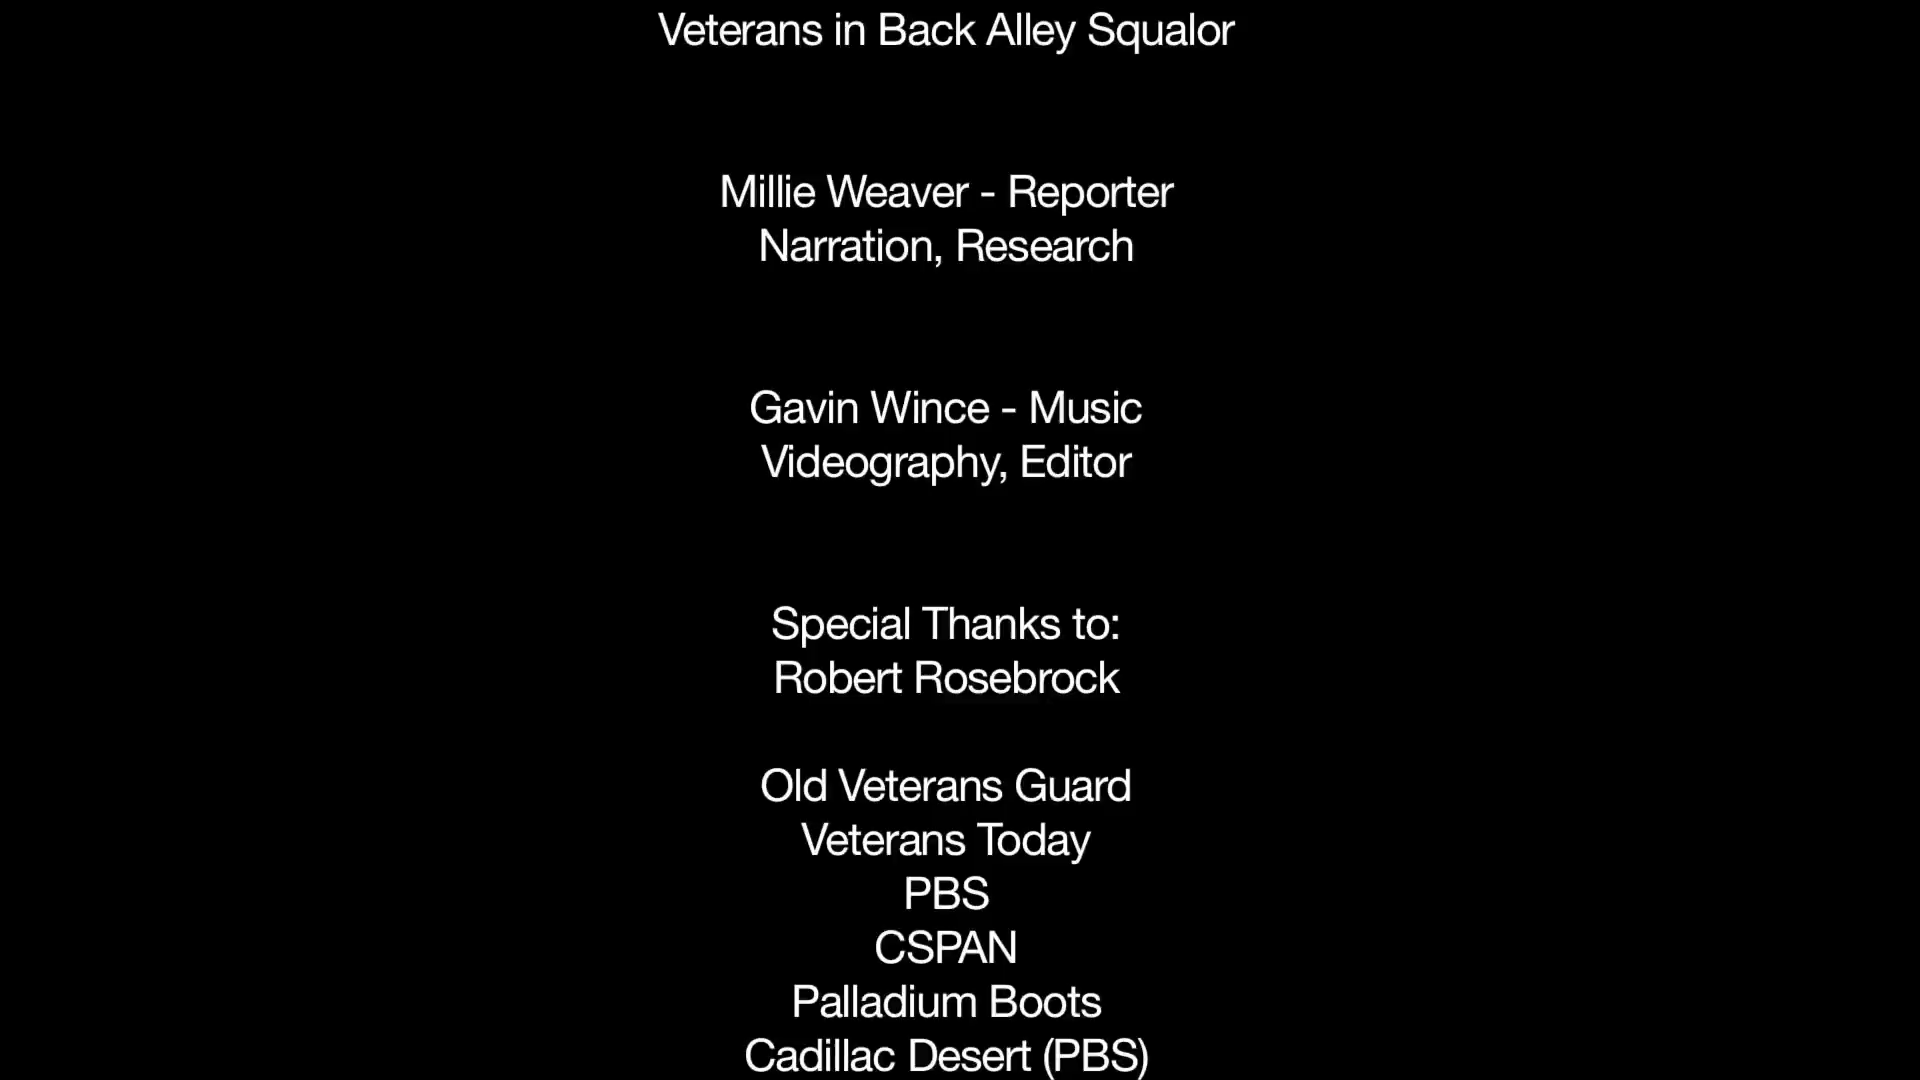 Veterans in Back Alley Squalor
Millie Weaver - Reporter
Narration, Research
Gavin Wince - Music
Videography, Editor
Special Thanks to:
Robert Rosebrock
Old Veterans Guard
Veterans Today
PBS
CSPAN
Palladium Boots
Cadillac Desert (PBS)